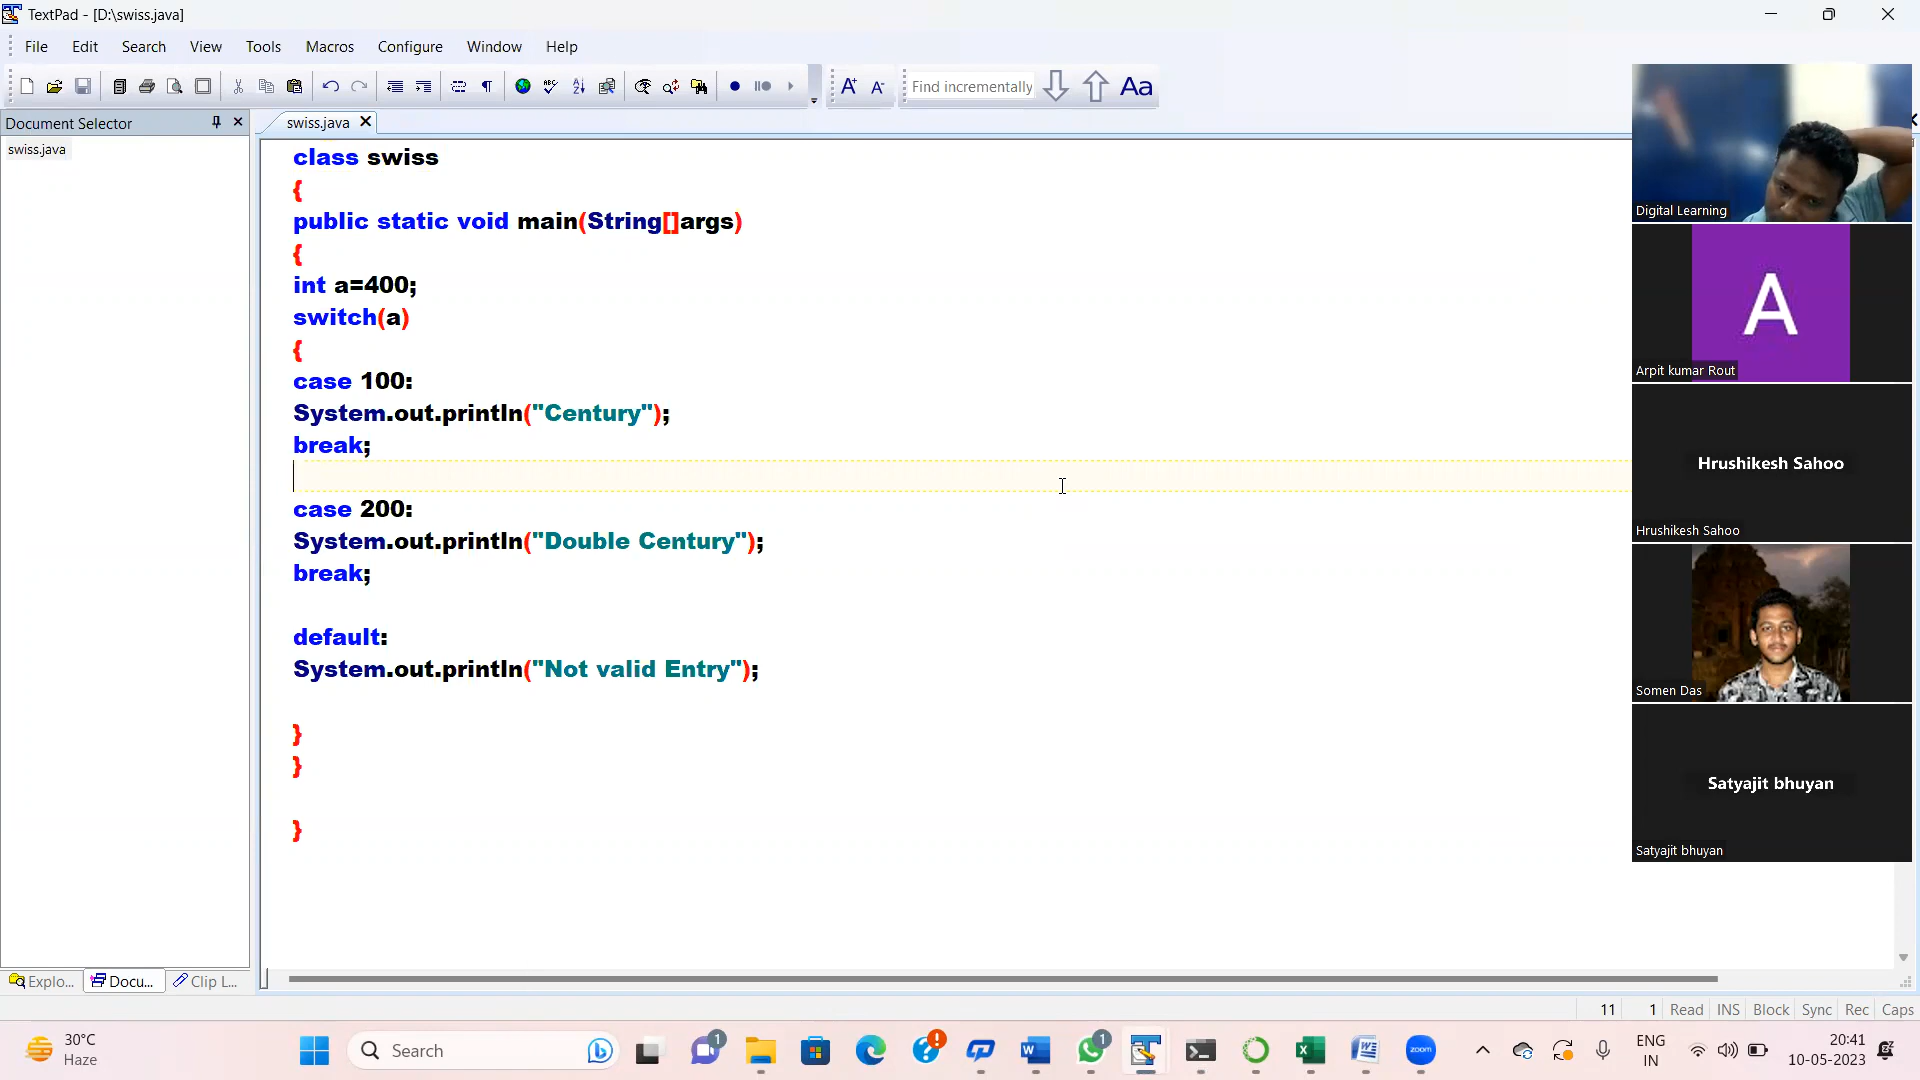 TextPad - [D:\swiss.java]
File Edit Search View Tools Macros Configure Window Help
Find incrementally
Aa
Document Selector
swiss.java
swiss.java
class swiss
{
public static void main(String[]args)
{
int a=400;
switch(a)
{
case 100:
System.out.println("Century");
break;
case 200:
System.out.println("Double Century");
break;
default:
System.out.println("Not valid Entry");
}
}
}
Digital Learning
A
Arpit kumar Rout
Hrushikesh Sahoo
Hrushikesh Sahoo
Somen Das
Satyajit bhuyan
Satyajit bhuyan
Explo... Docu... Clip L...
11 1 Read INS Block Sync Rec Caps
30°C
Haze
Search
1
1
zoom
ENG
IN
20:41
10-05-2023